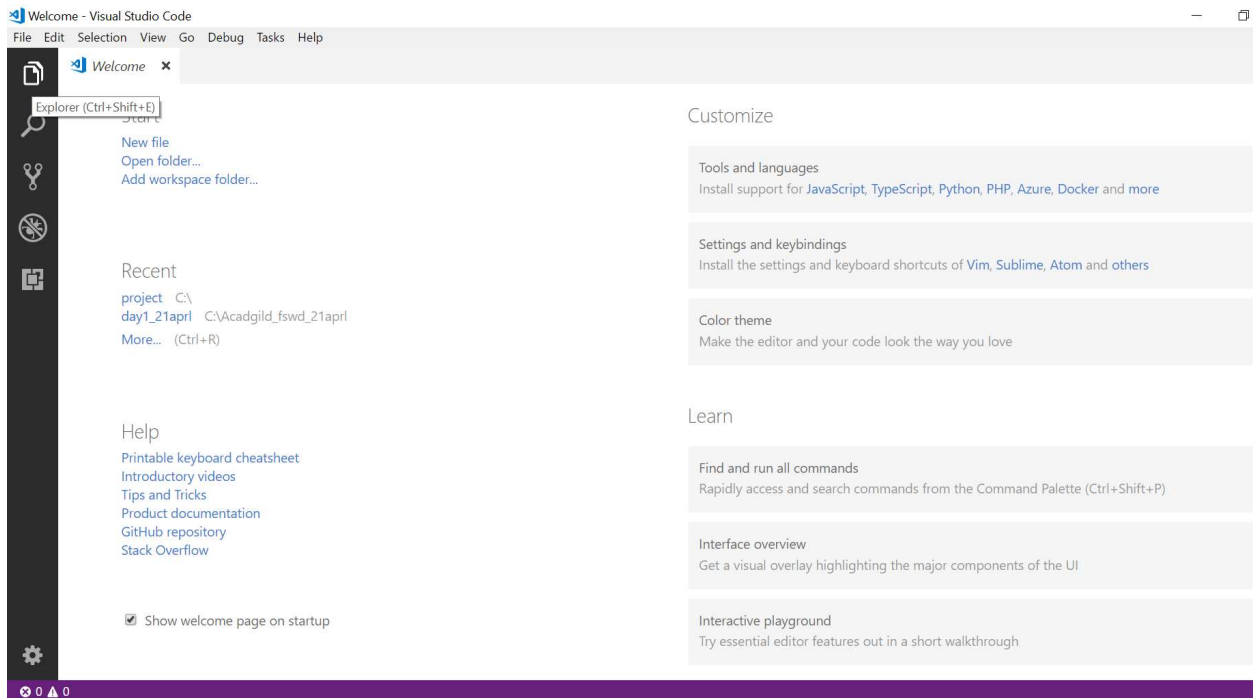 Welcome - Visual Studio Code
File Edit Selection View Go Debug Tasks Help
Welcome
Explorer (Ctrl+Shift+E)
Start
New file
Open folder...
Add workspace folder...
Recent
project C:\
day1_21aprl C:\Acadgild_fswd_21aprl
More... (Ctrl+R)
Help
Printable keyboard cheatsheet
Introductory videos
Tips and Tricks
Product documentation
GitHub repository
Stack Overflow
Show welcome page on startup
Customize
Tools and languages
Install support for JavaScript, TypeScript, Python, PHP, Azure, Docker and more
Settings and keybindings
Install the settings and keyboard shortcuts of Vim, Sublime, Atom and others
Color theme
Make the editor and your code look the way you love
Learn
Find and run all commands
Rapidly access and search commands from the Command Palette (Ctrl+Shift+P)
Interface overview
Get a visual overlay highlighting the major components of the UI
Interactive playground
Try essential editor features out in a short walkthrough
0 0